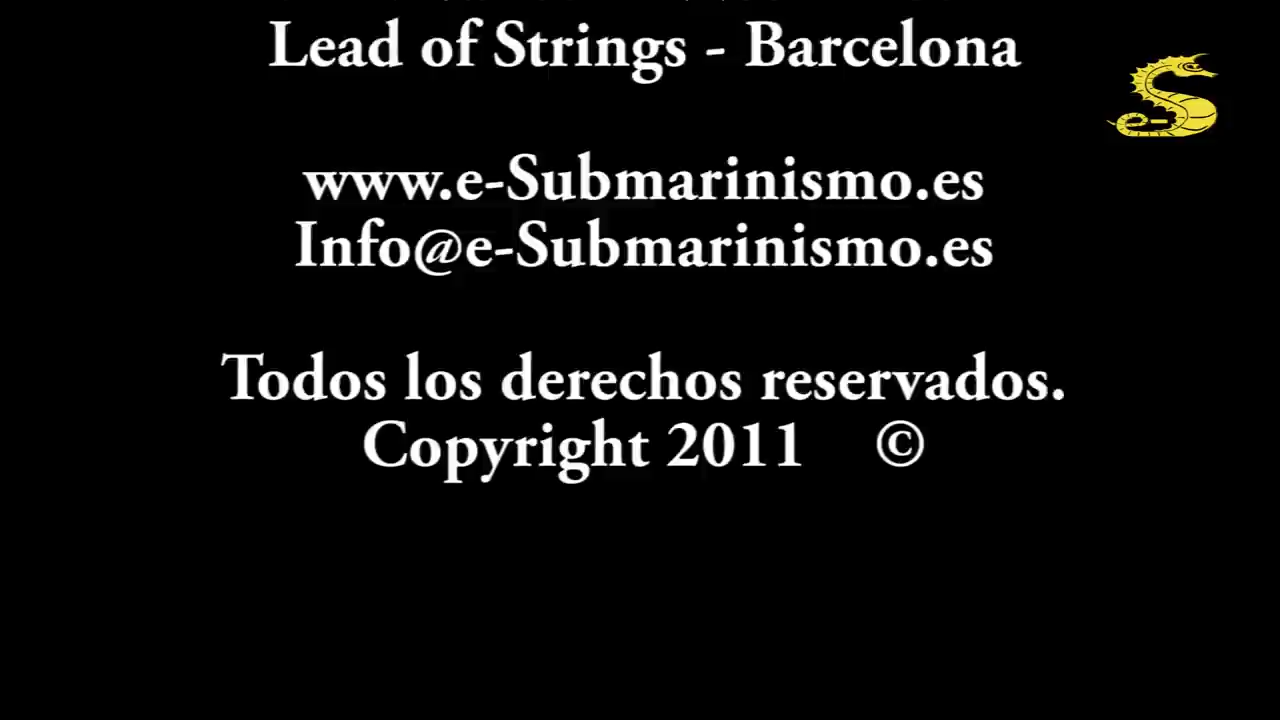 Lead of Strings - Barcelona
www.e-Submarinismo.es
Info@e-Submarinismo.es
Todos los derechos reservados.
Copyright 2011 ©